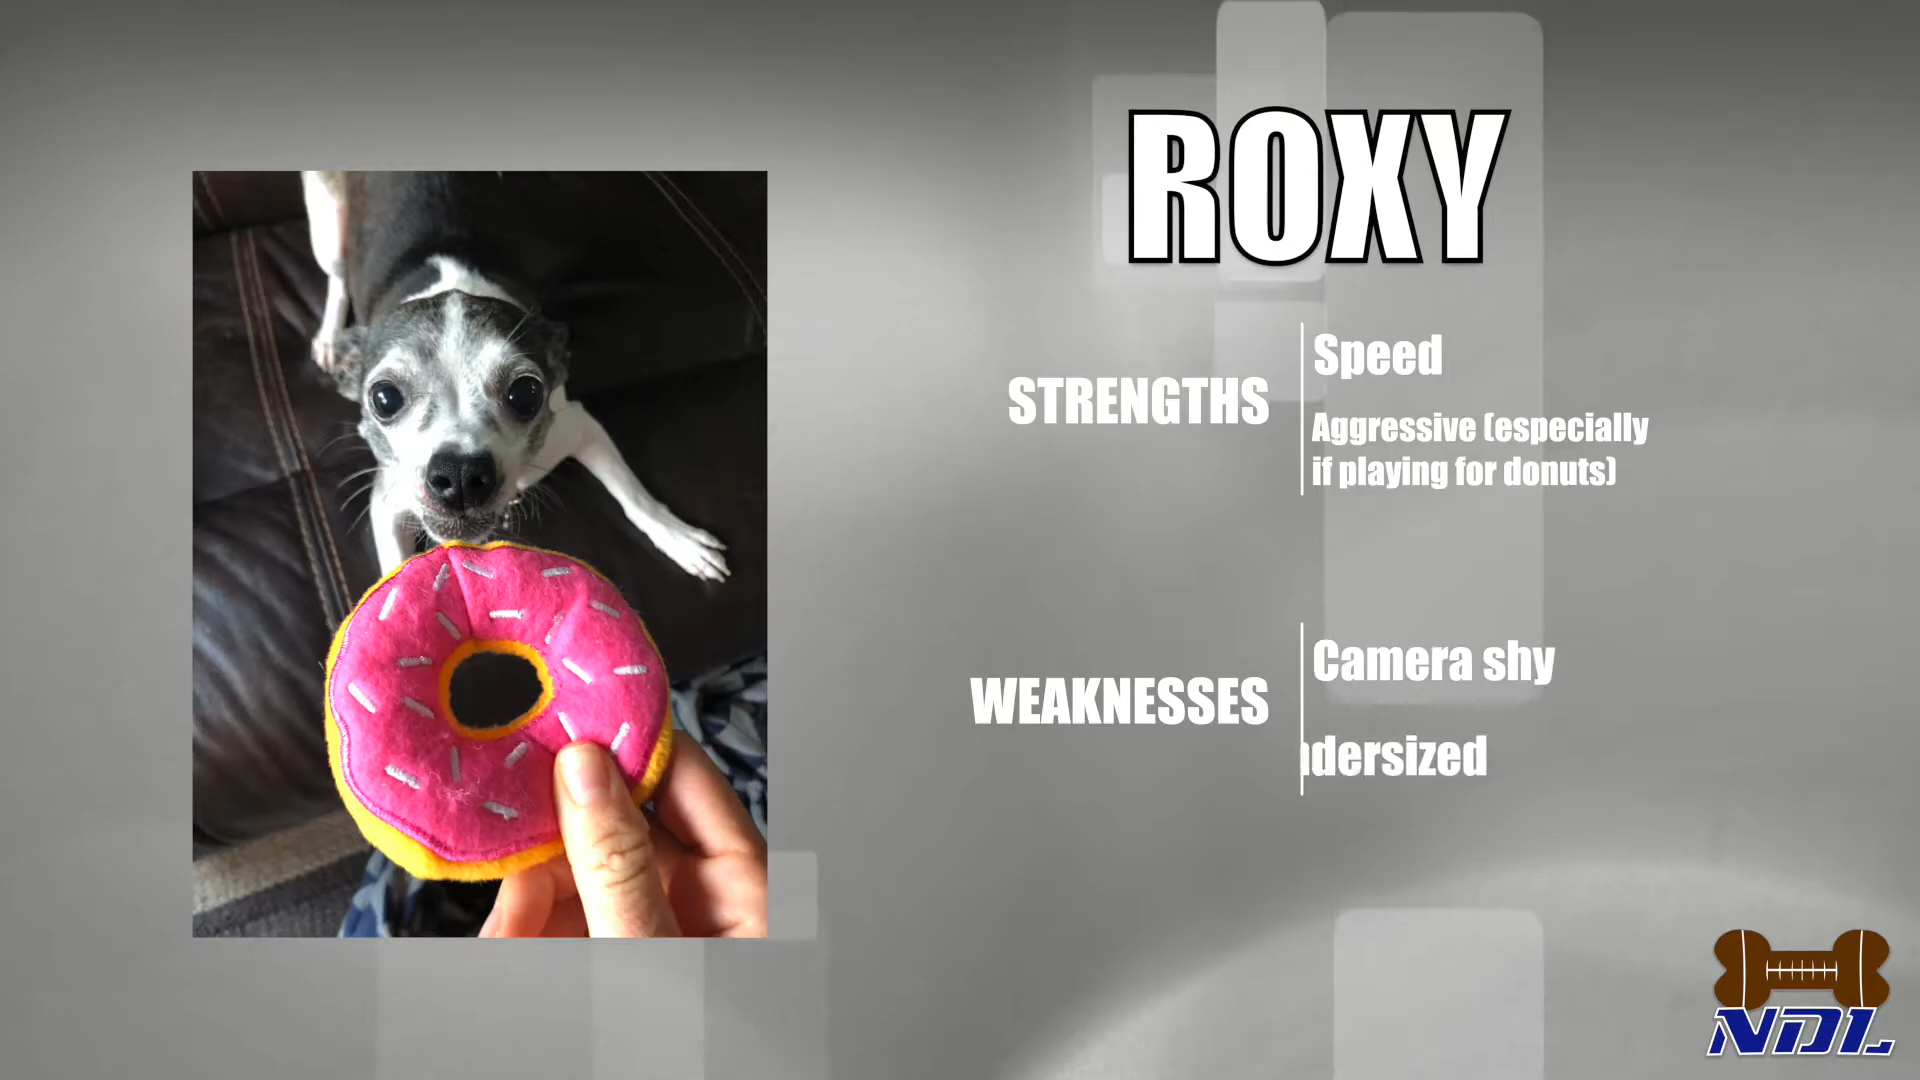 ROXY
STRENGTHS
Speed
Aggressive (especially
if playing for donuts)
WEAKNESSES
Camera shy
dersized
NDL